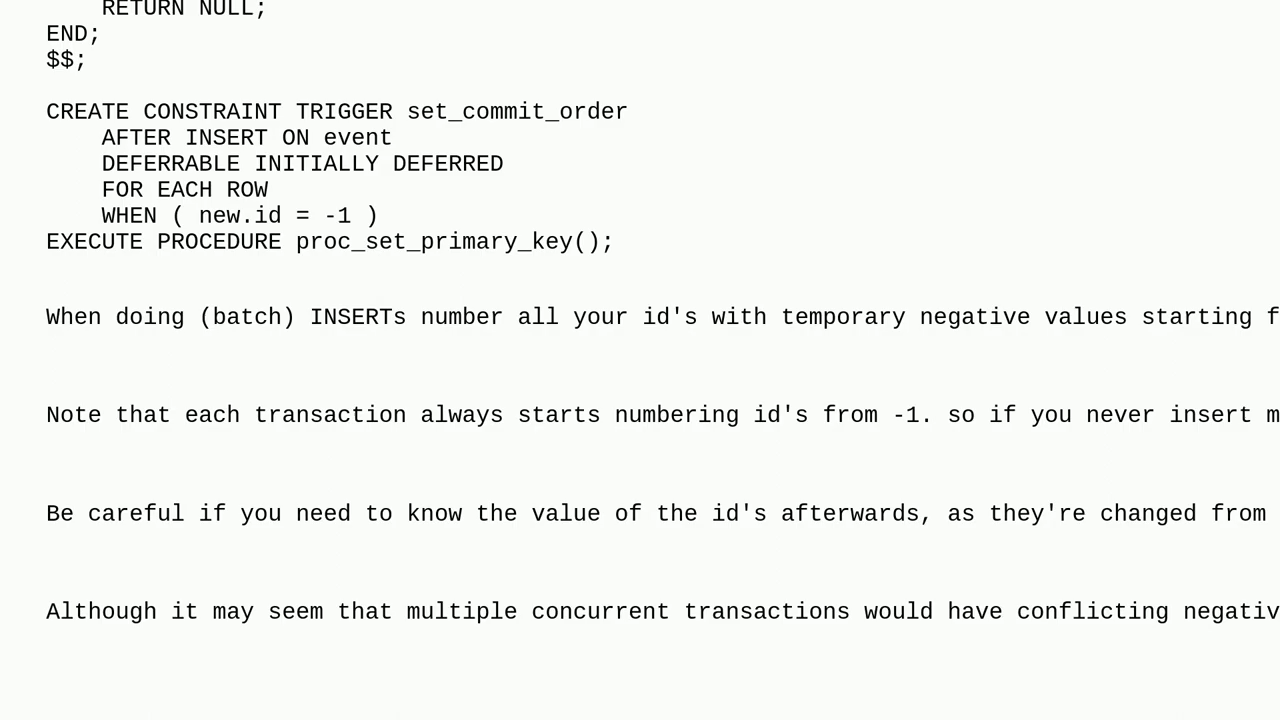 RETURN NULL;
END;
$$;
CREATE CONSTRAINT TRIGGER set_commit_order
AFTER INSERT ON event
DEFERRABLE INITIALLY DEFERRED
FOR EACH ROW
WHEN ( new.id = -1 )
EXECUTE PROCEDURE proc_set_primary_key();
When doing (batch) INSERTs number all your id's with temporary negative values starting
Note that each transaction always starts numbering id's from -1. so if you never insert
Be careful if you need to know the value of the id's afterwards, as they're changed from
Although it may seem that multiple concurrent transactions would have conflicting